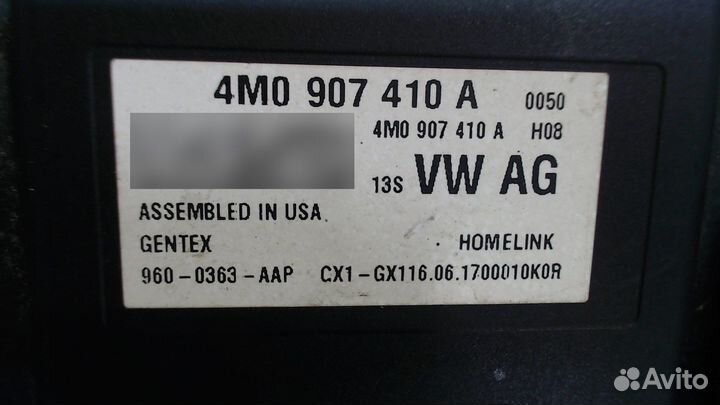 4M0 907 410 A 0050
4M0 907 410 A H08
13S VW AG
ASSEMBLED IN USA
GENTEX HOMELINK
960-0363-AAP CX1-GX116.06.1700010K0R
Avito